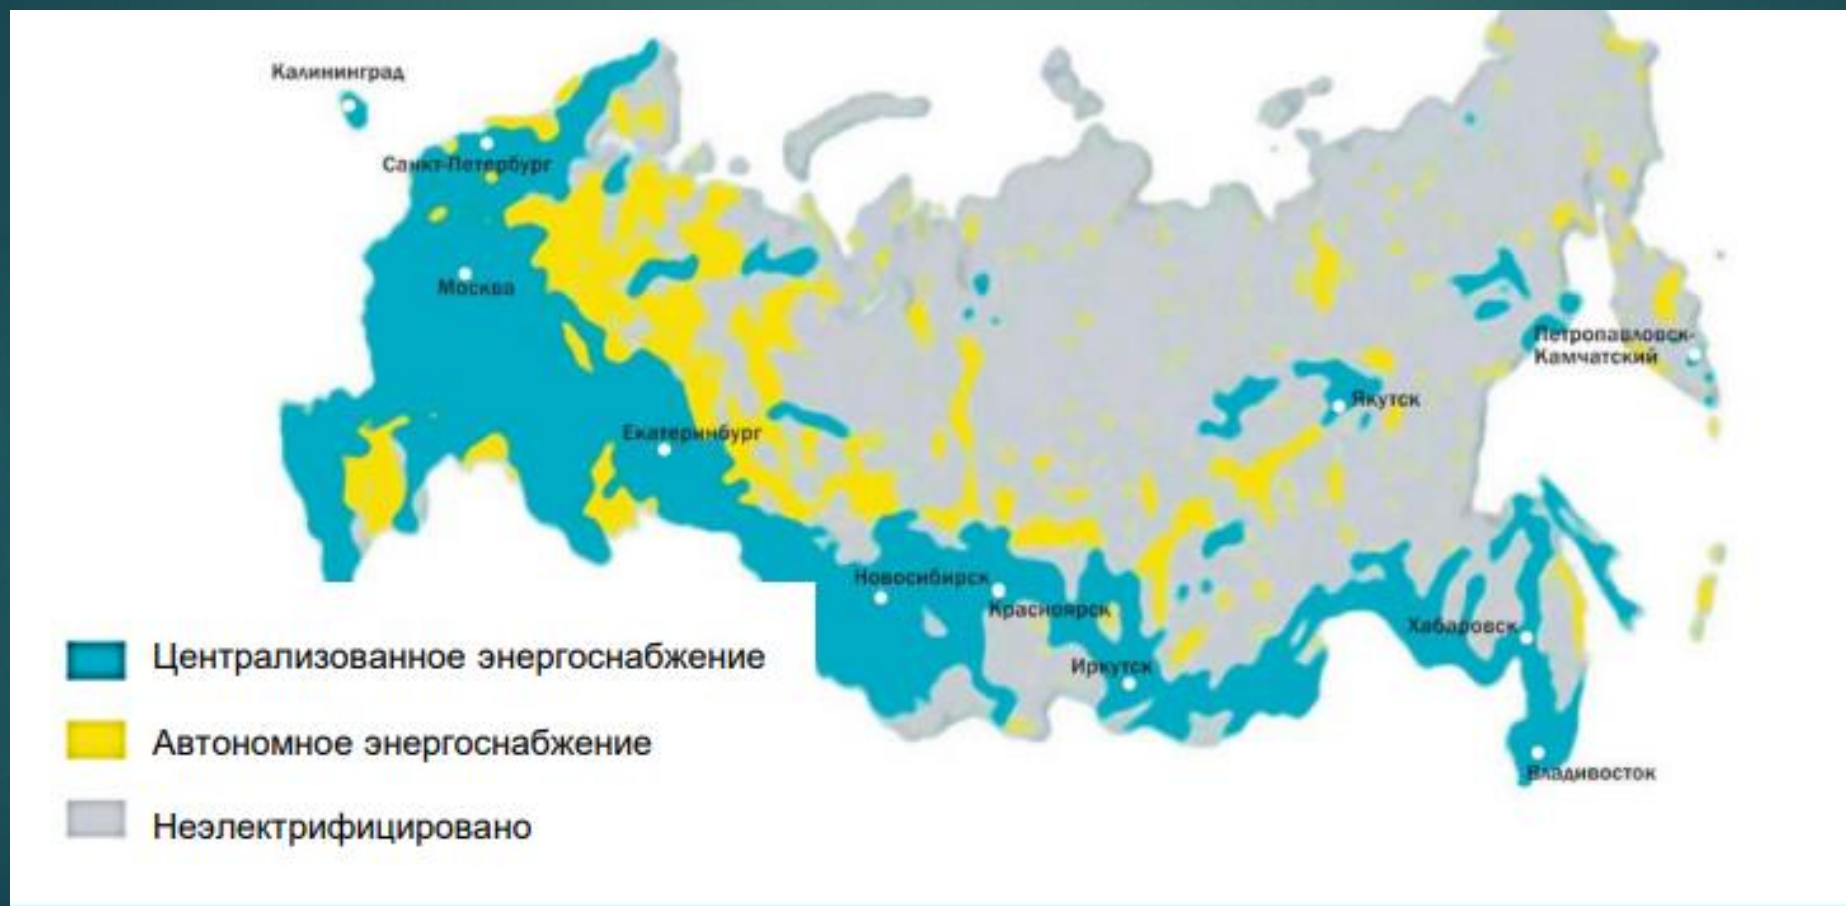 Калининград
Санкт-Петербург
Москва
Петропавловск-
Камчатский
Якутск
Екатеринбург
Новосибирск
Красноярск
Хабаровск
Иркутск
Владивосток
Централизованное энергоснабжение
Автономное энергоснабжение
Неэлектрифицировано